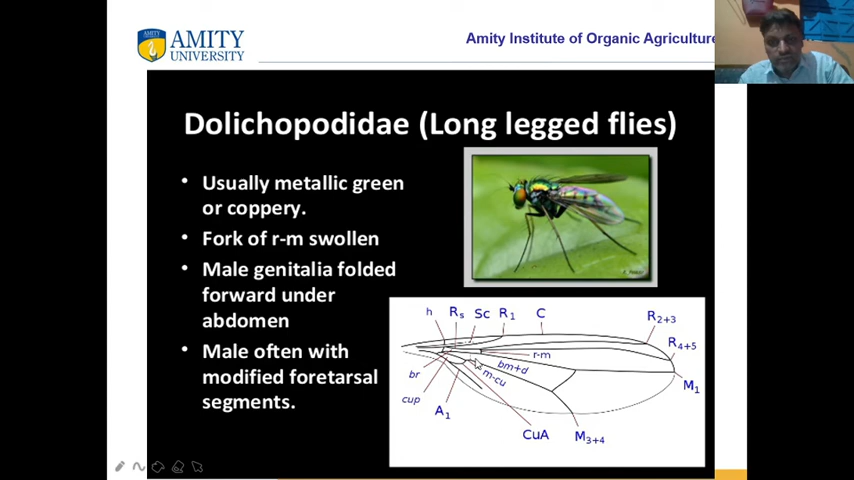 AMITY
UNIVERSITY
Amity Institute of Organic Agriculture
Dolichopodidae (Long legged flies)
• Usually metallic green
or coppery.
• Fork of r-m swollen
• Male genitalia folded
forward under
abdomen
• Male often with
modified foretarsal
segments.
h Rs Sc R1 C R2+3
R4+5
r-m
bm+d
br m-cu M1
cup
A1
CuA M3+4